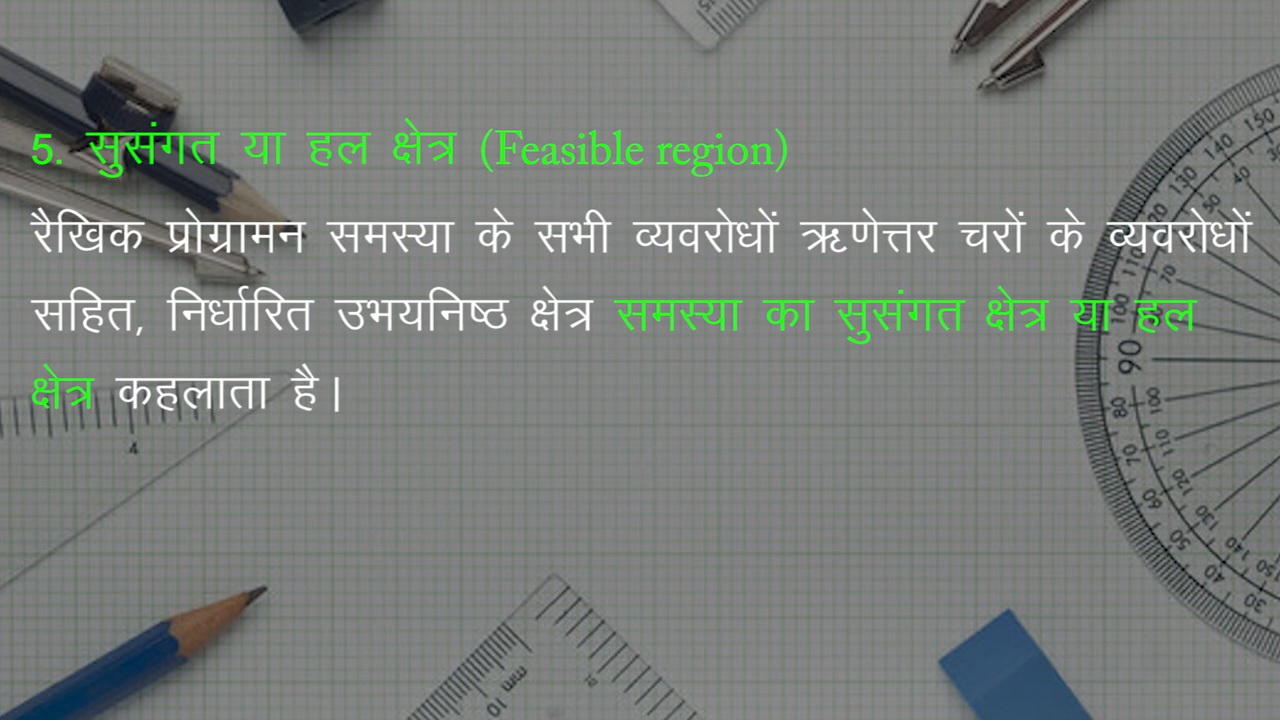 5. सुसंगत या हल क्षेत्र (Feasible region)
रैखिक प्रोग्रामन समस्या के सभी व्यवरोधों ऋणेत्तर चरों के व्यवरोधों
सहित, निर्धारित उभयनिष्ठ क्षेत्र समस्या का सुसंगत क्षेत्र या हल
क्षेत्र कहलाता है |